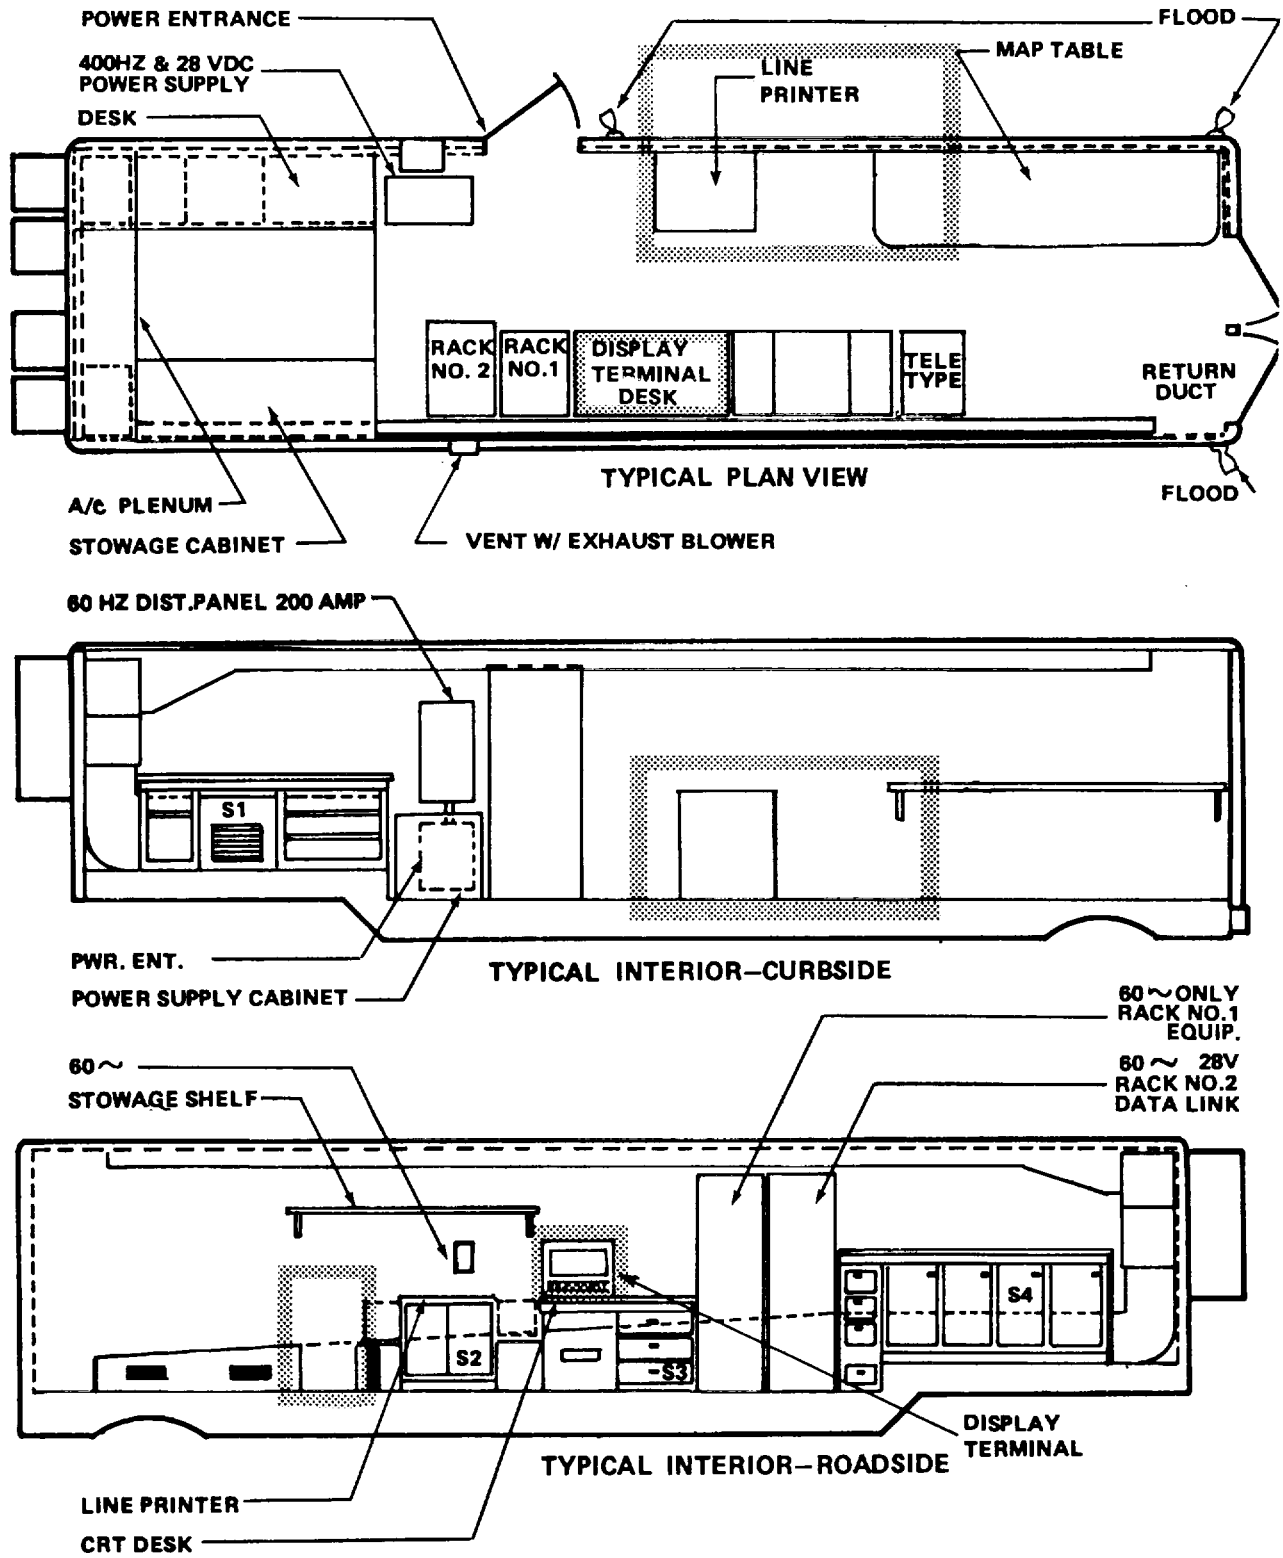 POWER ENTRANCE
FLOOD
400HZ & 28 VDC
POWER SUPPLY
LINE
PRINTER
MAP TABLE
DESK
RACK
NO. 2
RACK
NO.1
DISPLAY
TERMINAL
DESK
TELE
TYPE
RETURN
DUCT
TYPICAL PLAN VIEW
FLOOD
A/C PLENUM
STOWAGE CABINET
VENT W/ EXHAUST BLOWER
60 HZ DIST.PANEL 200 AMP
S1
PWR. ENT.
POWER SUPPLY CABINET
TYPICAL INTERIOR–CURBSIDE
60～ONLY
RACK NO.1
EQUIP.
60～
STOWAGE SHELF
60～ 28V
RACK NO.2
DATA LINK
S4
S2
S3
DISPLAY
TERMINAL
TYPICAL INTERIOR–ROADSIDE
LINE PRINTER
CRT DESK